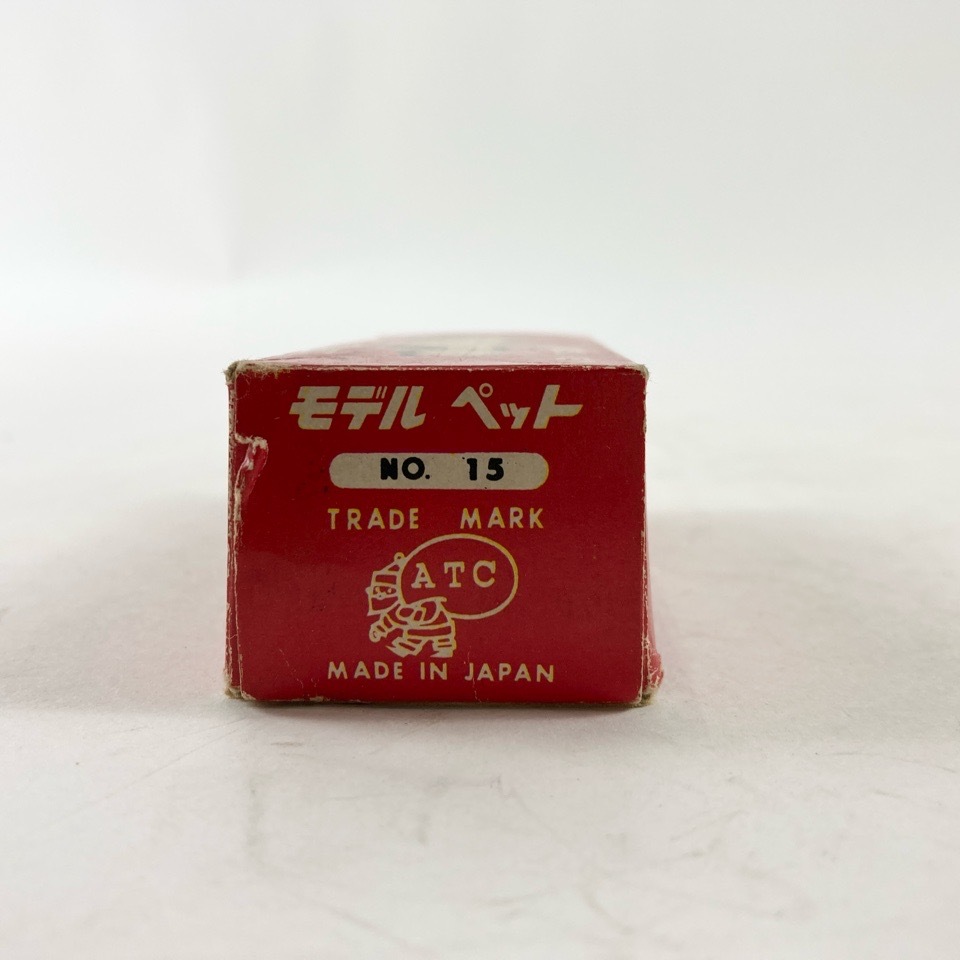 モデル ペット
NO. 15
TRADE MARK
ATC
MADE IN JAPAN